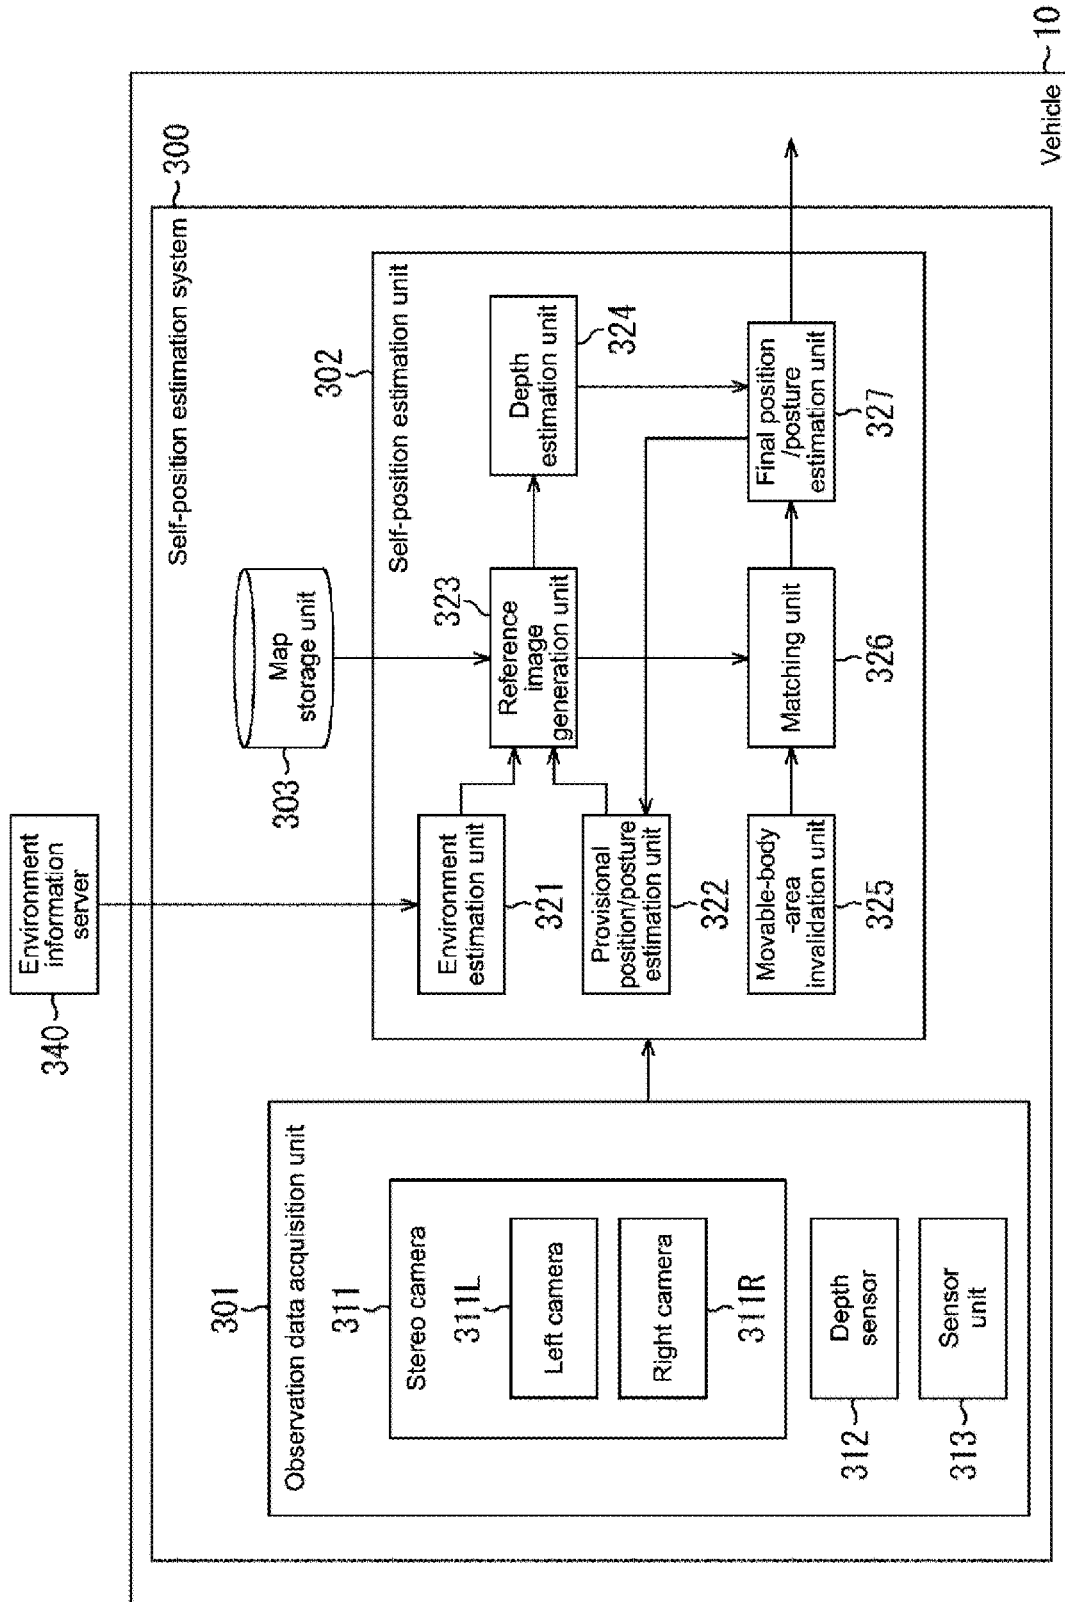 Environment
information
server
340
Vehicle
10
Self-position estimation system
300
Map
storage unit
303
Observation data acquisition unit
301
Stereo camera
311
Left camera
311L
Right camera
311R
Depth
sensor
312
Sensor
unit
313
Self-position estimation unit
302
Environment
estimation unit
321
Provisional
position/posture
estimation unit
322
Reference
image
generation unit
323
Depth
estimation unit
324
Movable-body
-area
invalidation unit
325
Matching unit
326
Final position
/posture
estimation unit
327